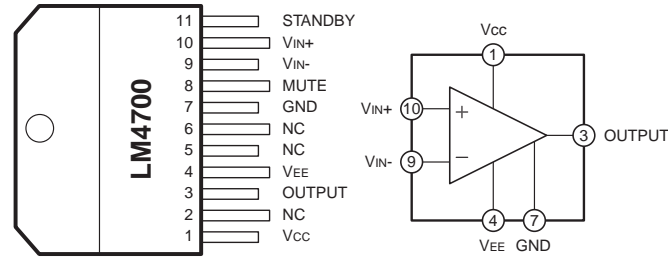 LM4700
11 STANDBY
10 VIN+
9 VIN-
8 MUTE
7 GND
6 NC
5 NC
4 VEE
3 OUTPUT
2 NC
1 VCC
VCC
1
VIN+ 10 +
3 OUTPUT
VIN- 9 −
4 7
VEE GND